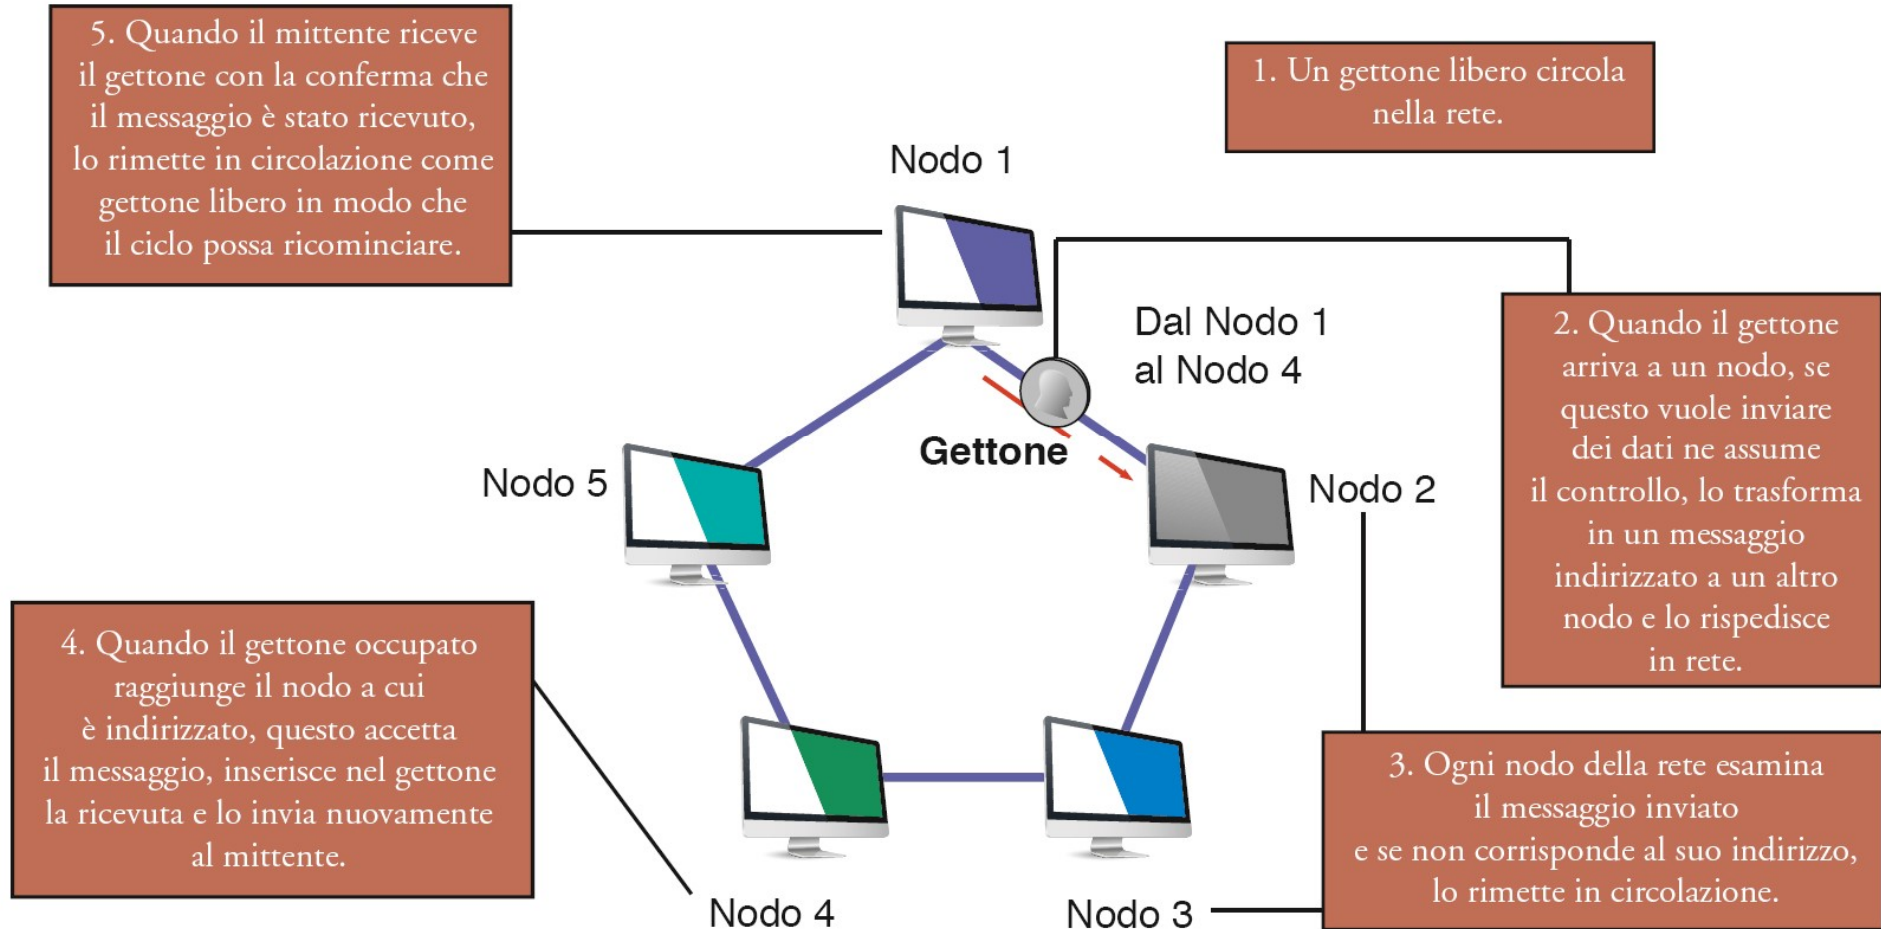 5. Quando il mittente riceve
il gettone con la conferma che
il messaggio è stato ricevuto,
lo rimette in circolazione come
gettone libero in modo che
il ciclo possa ricominciare.
1. Un gettone libero circola
nella rete.
Nodo 1
Dal Nodo 1
al Nodo 4
Gettone
2. Quando il gettone
arriva a un nodo, se
questo vuole inviare
dei dati ne assume
il controllo, lo trasforma
in un messaggio
indirizzato a un altro
nodo e lo rispedisce
in rete.
Nodo 5
Nodo 2
4. Quando il gettone occupato
raggiunge il nodo a cui
è indirizzato, questo accetta
il messaggio, inserisce nel gettone
la ricevuta e lo invia nuovamente
al mittente.
3. Ogni nodo della rete esamina
il messaggio inviato
e se non corrisponde al suo indirizzo,
lo rimette in circolazione.
Nodo 4
Nodo 3